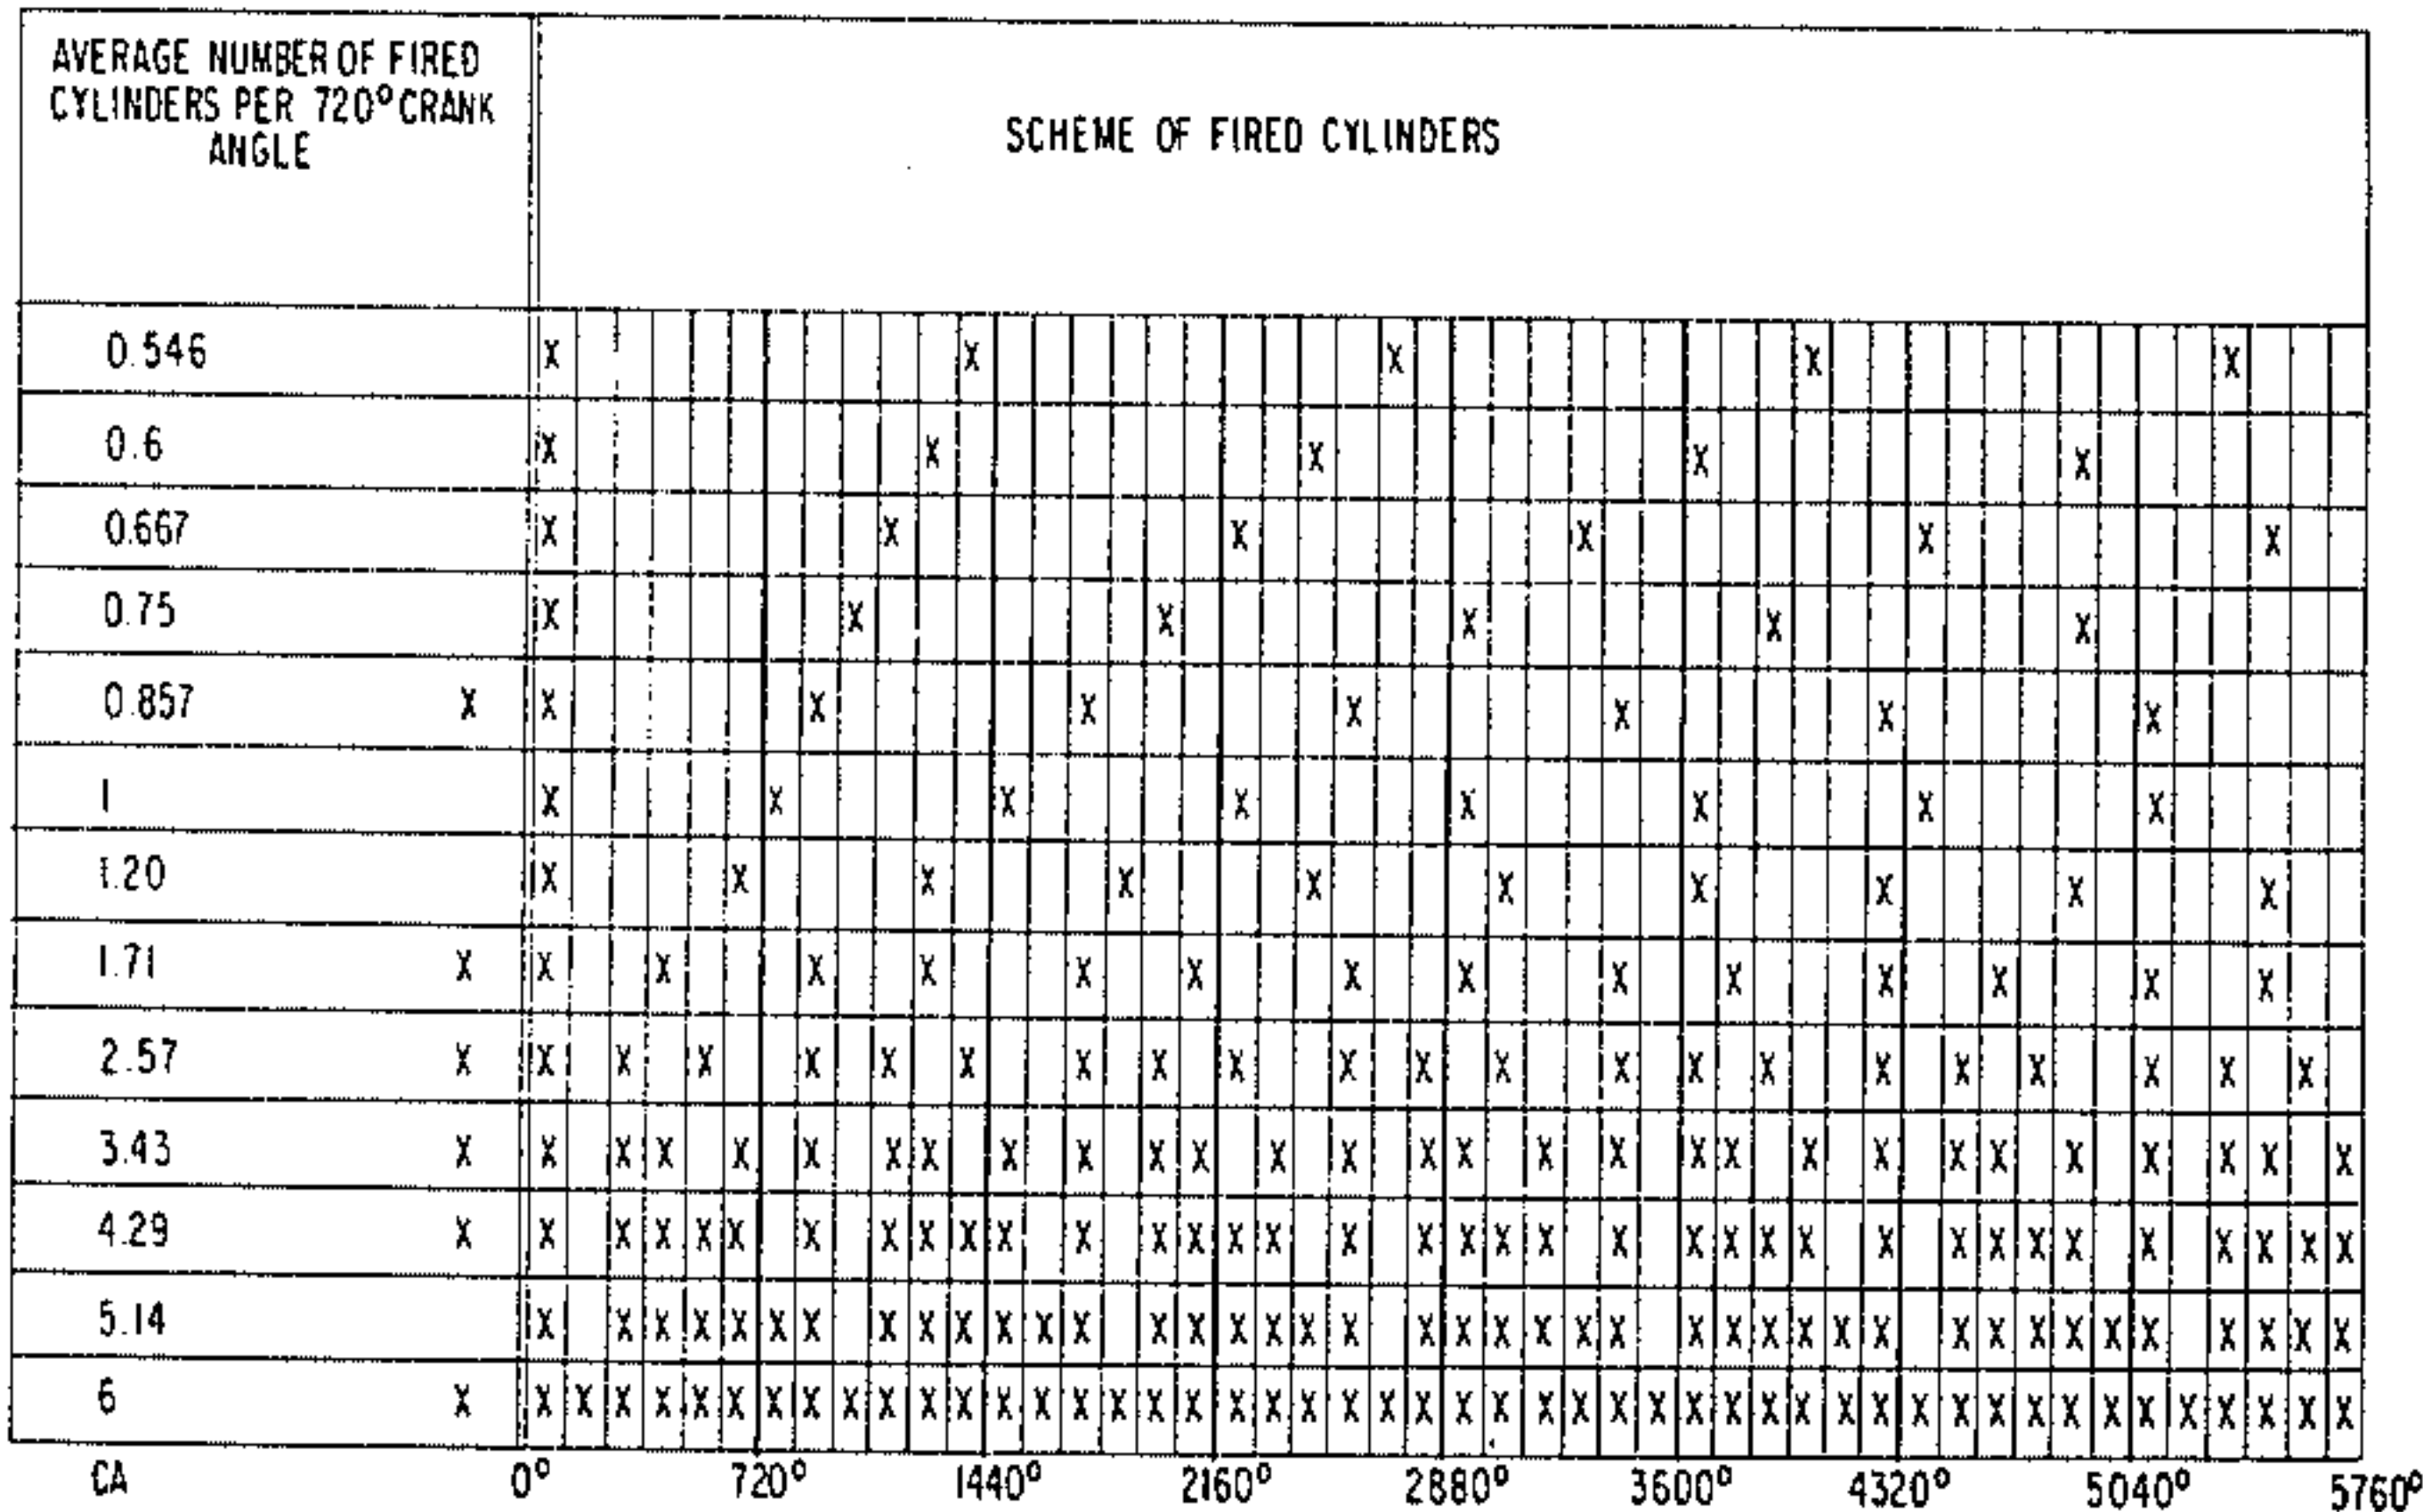 AVERAGE NUMBER OF FIRED
CYLINDERS PER 720° CRANK
ANGLE
SCHEME OF FIRED CYLINDERS
0.546 X X X X X
0.6 X X X X X
0.667 X X X X X X
0.75 X X X X X X
0.857 X X X X X X X X
1 X X X X X X X X
1.20 X X X X X X X X X X
1.71 X X X X X X X X X X X X X X X
2.57 X X X X X X X X X X X X X X X X X X X X X X
3.43 X X X X X X X X X X X X X X X X X X X X X X X X X X X X X
4.29 X X X X X X X X X X X X X X X X X X X X X X X X X X X X X X X X X X X X
5.14 X X X X X X X X X X X X X X X X X X X X X X X X X X X X X X X X X X X X X X X X X
6 X X X X X X X X X X X X X X X X X X X X X X X X X X X X X X X X X X X X X X X X X X X X X X X X X
CA 0° 720° 1440° 2160° 2880° 3600° 4320° 5040° 5760°